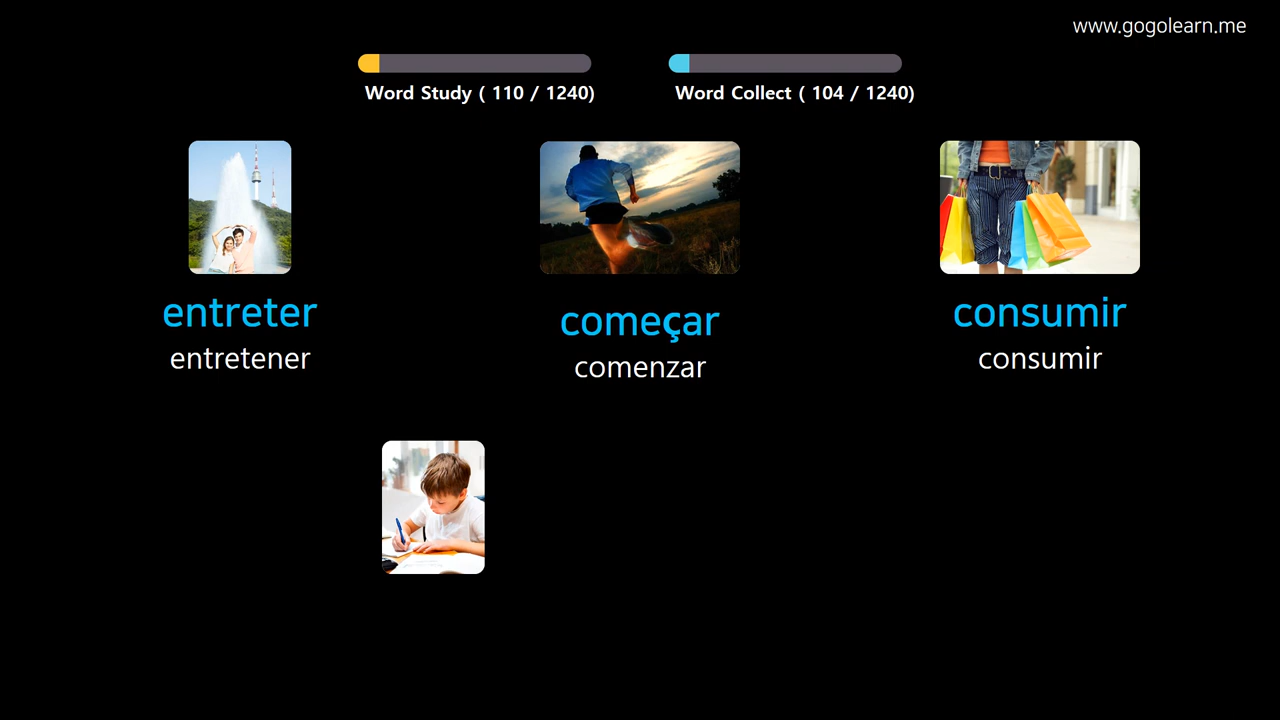 www.gogolearn.me
Word Study ( 110 / 1240)
Word Collect ( 104 / 1240)
entreter
entretener
começar
comenzar
consumir
consumir